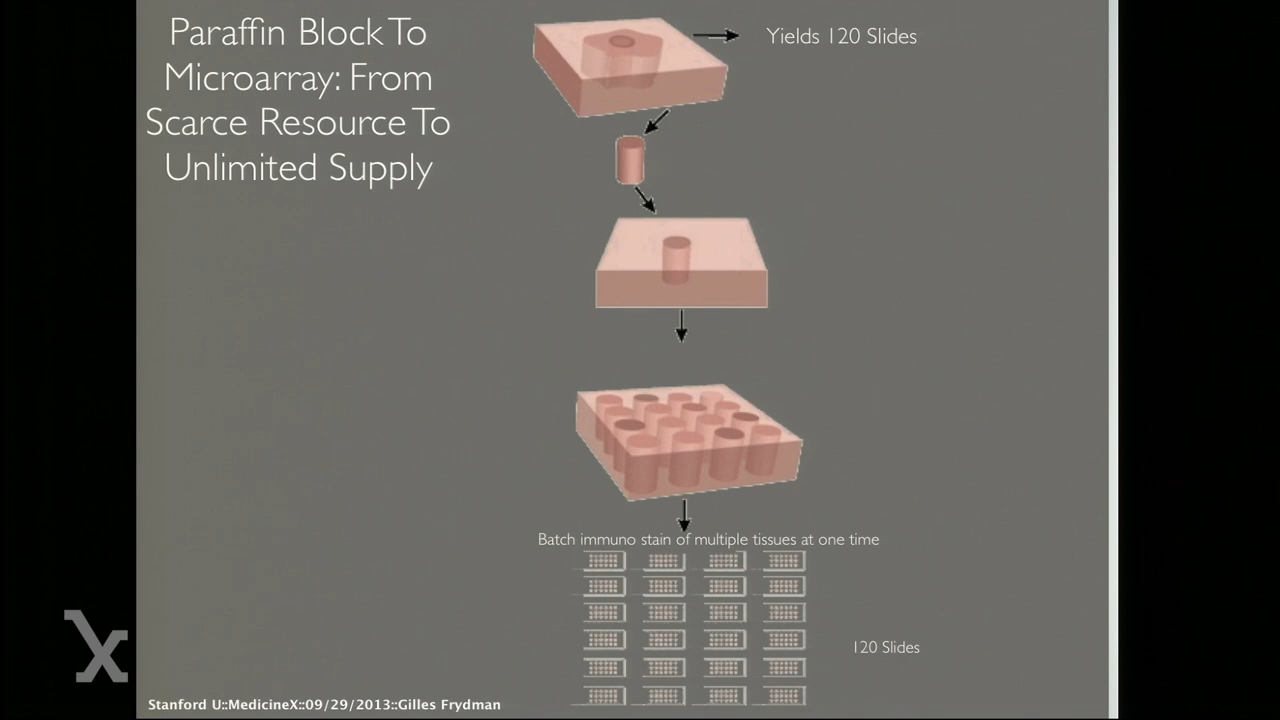 Paraffin Block To
Microarray: From
Scarce Resource To
Unlimited Supply
Yields 120 Slides
Batch immuno stain of multiple tissues at one time
120 Slides
X
Stanford U::MedicineX::09/29/2013::Gilles Frydman